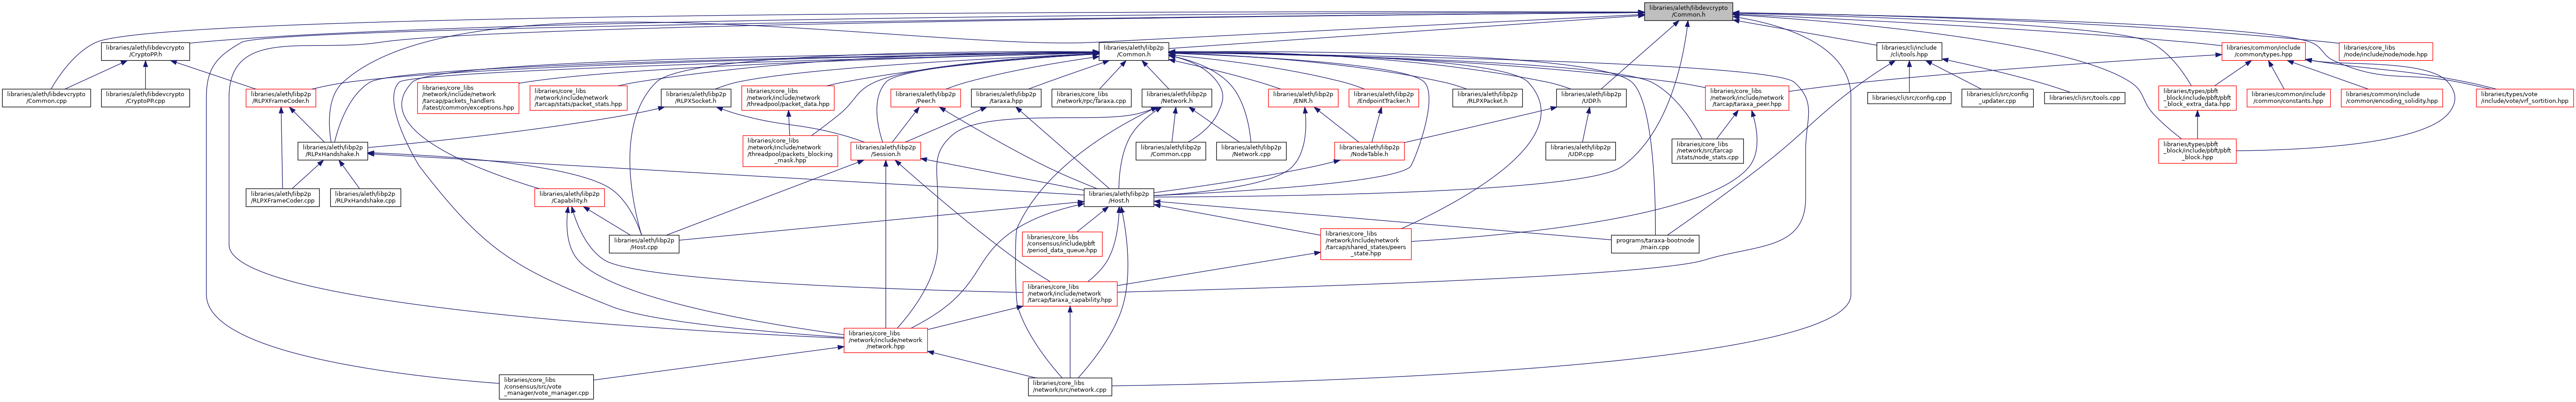 libraries/aleth/libdevcrypto
/Common.h
libraries/aleth/libdevcrypto
/CryptoPP.h
libraries/aleth/libp2p
/Common.h
libraries/cli/include
/cli/tools.hpp
libraries/common/include
/common/types.hpp
libraries/core_libs
/node/include/node/node.hpp
libraries/aleth/libdevcrypto
/Common.cpp
libraries/aleth/libdevcrypto
/CryptoPP.cpp
libraries/aleth/libp2p
/RLPXFrameCoder.h
libraries/core_libs
/network/include/network
/tarcap/packets_handlers
/latest/common/exceptions.hpp
libraries/core_libs
/network/include/network
/tarcap/stats/packet_stats.hpp
libraries/aleth/libp2p
/RLPXSocket.h
libraries/core_libs
/network/include/network
/threadpool/packet_data.hpp
libraries/aleth/libp2p
/Peer.h
libraries/aleth/libp2p
/taraxa.hpp
libraries/core_libs
/network/rpc/Taraxa.cpp
libraries/aleth/libp2p
/Network.h
libraries/aleth/libp2p
/ENR.h
libraries/aleth/libp2p
/EndpointTracker.h
libraries/aleth/libp2p
/RLPXPacket.h
libraries/aleth/libp2p
/UDP.h
libraries/core_libs
/network/include/network
/tarcap/taraxa_peer.hpp
libraries/cli/src/config.cpp
libraries/cli/src/config
_updater.cpp
libraries/cli/src/tools.cpp
libraries/types/pbft
_block/include/pbft/pbft
_block_extra_data.hpp
libraries/common/include
/common/constants.hpp
libraries/common/include
/common/encoding_solidity.hpp
libraries/types/vote
/include/vote/vrf_sortition.hpp
libraries/aleth/libp2p
/RLPxHandshake.h
libraries/core_libs
/network/include/network
/threadpool/packets_blocking
_mask.hpp
libraries/aleth/libp2p
/Session.h
libraries/aleth/libp2p
/Common.cpp
libraries/aleth/libp2p
/Network.cpp
libraries/aleth/libp2p
/NodeTable.h
libraries/aleth/libp2p
/UDP.cpp
libraries/core_libs
/network/src/tarcap
/stats/node_stats.cpp
libraries/types/pbft
_block/include/pbft/pbft
_block.hpp
libraries/aleth/libp2p
/RLPXFrameCoder.cpp
libraries/aleth/libp2p
/RLPxHandshake.cpp
libraries/aleth/libp2p
/Capability.h
libraries/aleth/libp2p
/Host.h
libraries/aleth/libp2p
/Host.cpp
libraries/core_libs
/consensus/include/pbft
/period_data_queue.hpp
libraries/core_libs
/network/include/network
/tarcap/shared_states/peers
_state.hpp
programs/taraxa-bootnode
/main.cpp
libraries/core_libs
/network/include/network
/tarcap/taraxa_capability.hpp
libraries/core_libs
/network/include/network
/network.hpp
libraries/core_libs
/consensus/src/vote
_manager/vote_manager.cpp
libraries/core_libs
/network/src/network.cpp